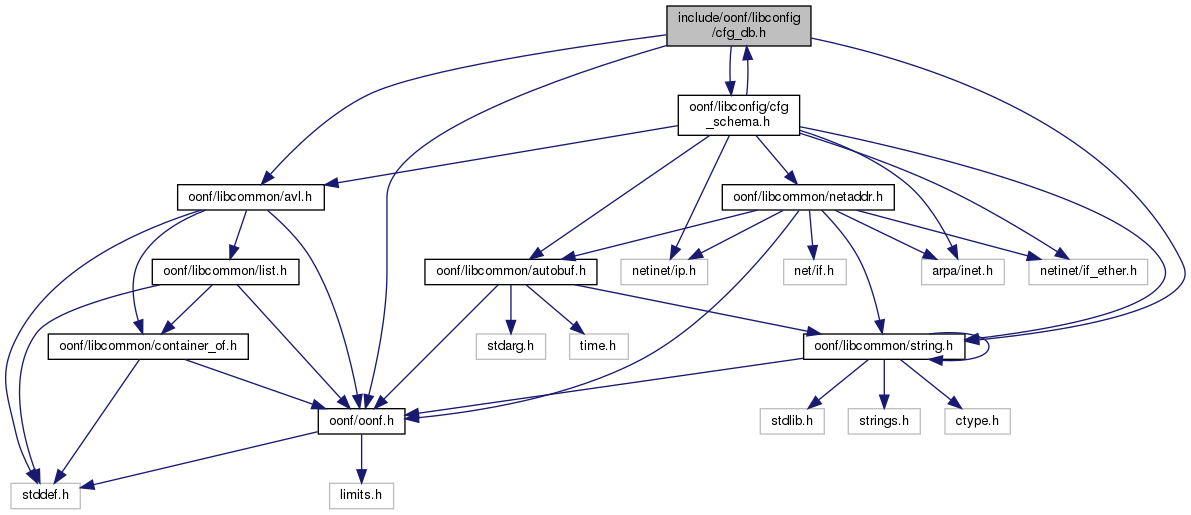 include/oonf/libconfig
/cfg_db.h
oonf/libconfig/cfg
_schema.h
oonf/libcommon/avl.h
oonf/libcommon/netaddr.h
oonf/libcommon/list.h
oonf/libcommon/autobuf.h
netinet/ip.h
net/if.h
arpa/inet.h
netinet/if_ether.h
oonf/libcommon/container_of.h
stdarg.h
time.h
oonf/libcommon/string.h
oonf/oonf.h
stdlib.h
strings.h
ctype.h
stddef.h
limits.h